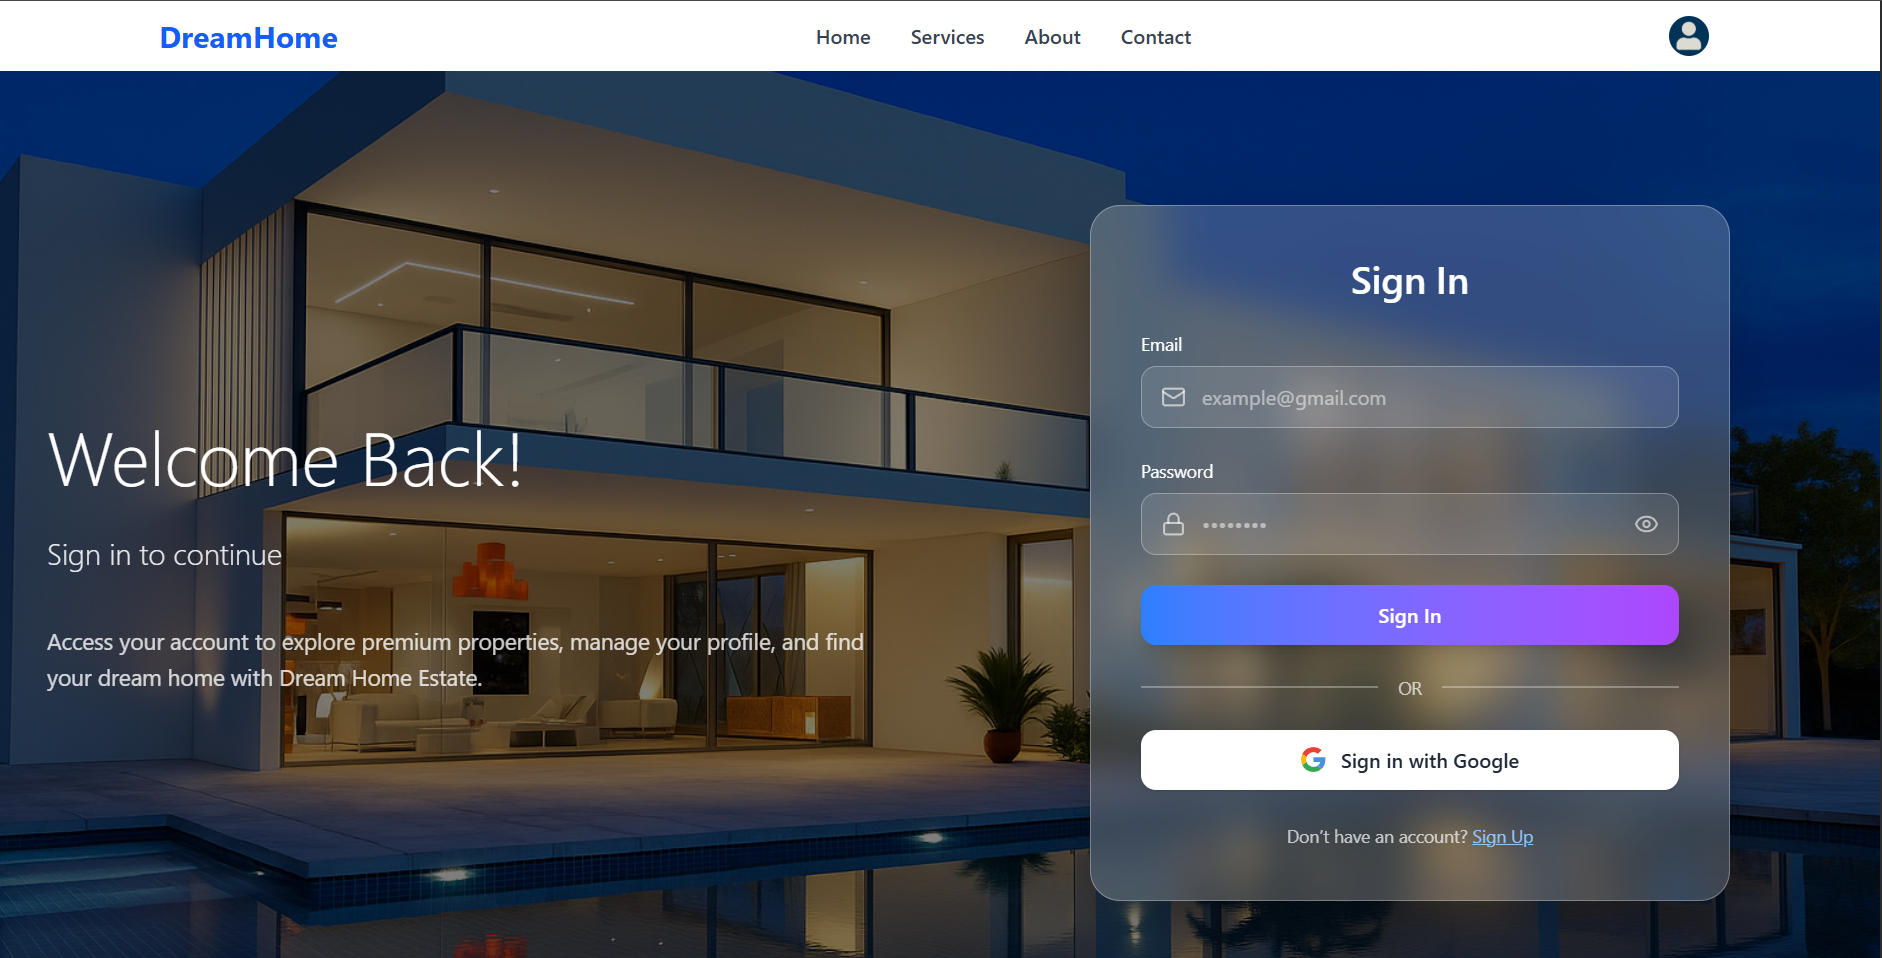 DreamHome
Home
Services
About
Contact
Welcome Back!
Sign in to continue
Access your account to explore premium properties, manage your profile, and find
your dream home with Dream Home Estate.
Sign In
Email
example@gmail.com
Password
••••••••
Sign In
OR
Sign in with Google
Don’t have an account? Sign Up